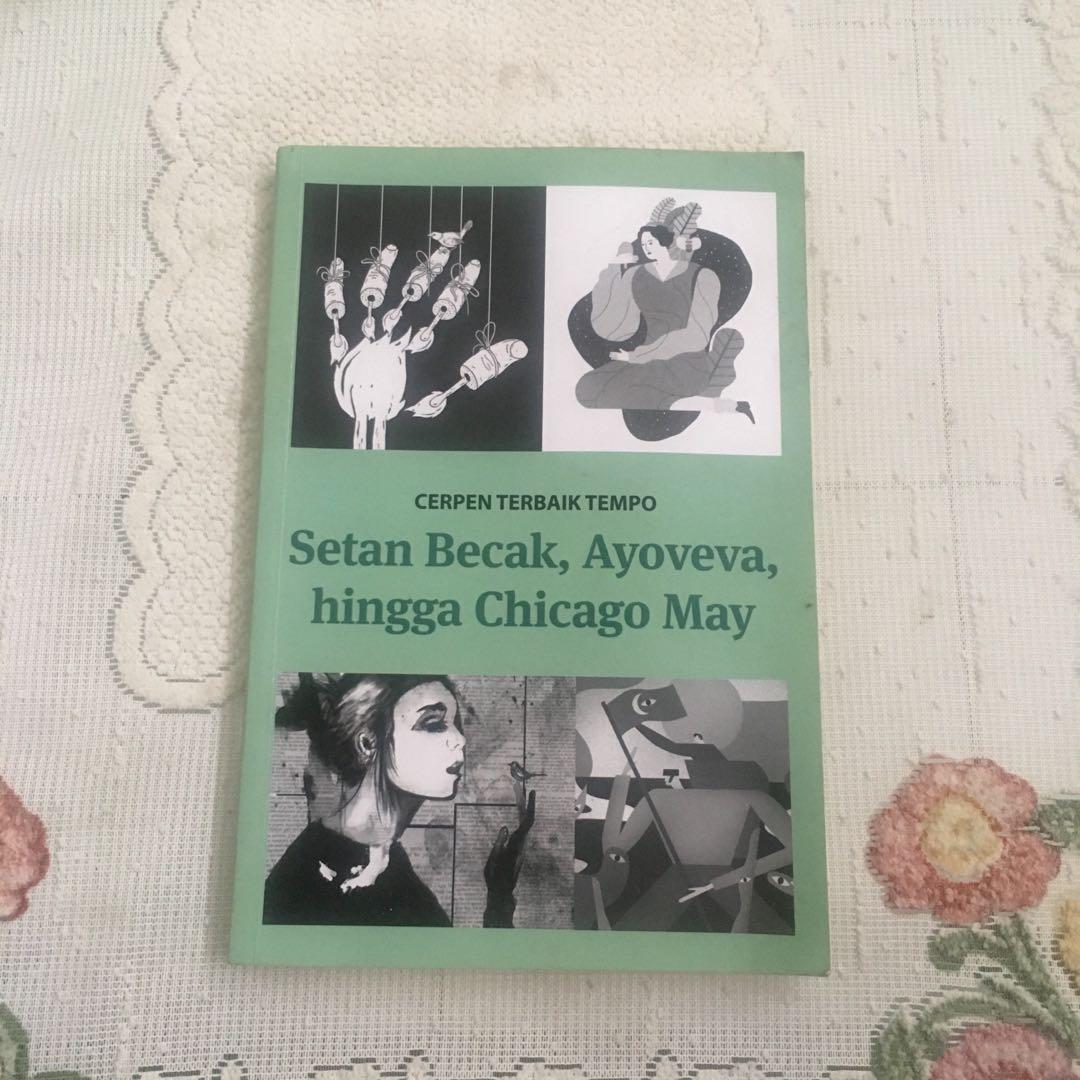 CERPEN TERBAIK TEMPO
Setan Becak, Ayoveva,
hingga Chicago May